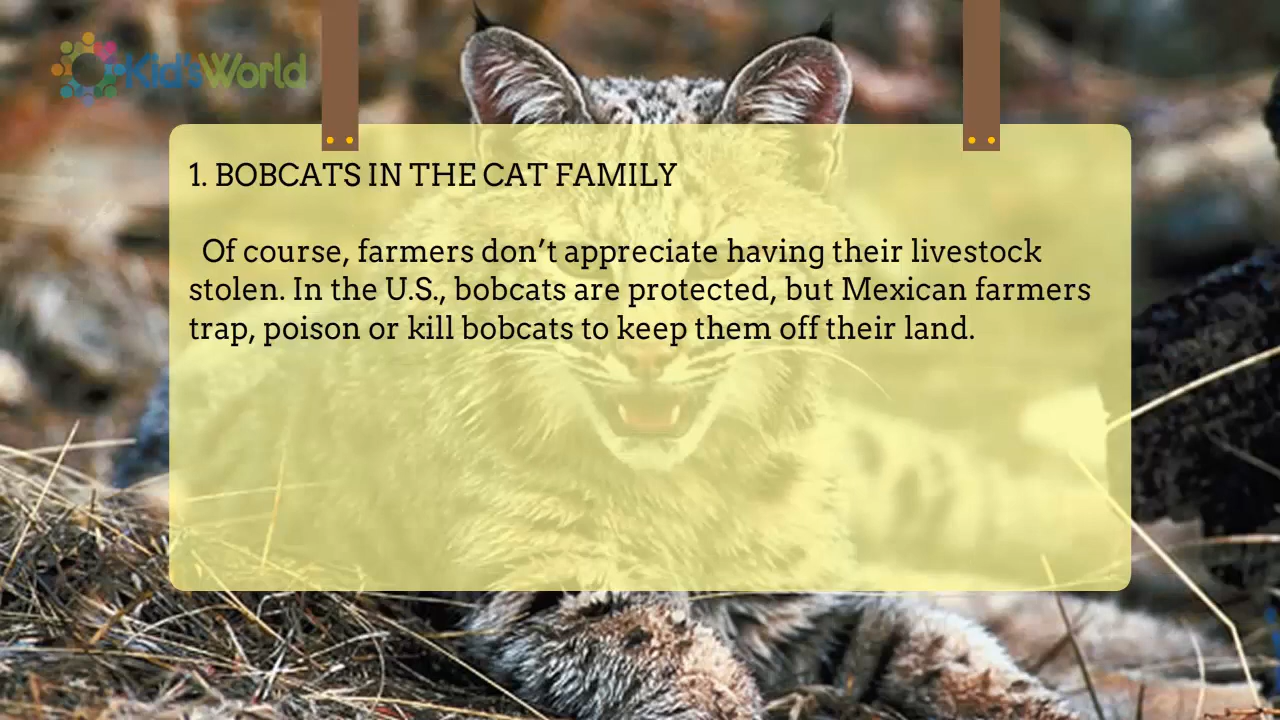 Kid'sWorld
1. BOBCATS IN THE CAT FAMILY
Of course, farmers don’t appreciate having their livestock
stolen. In the U.S., bobcats are protected, but Mexican farmers
trap, poison or kill bobcats to keep them off their land.